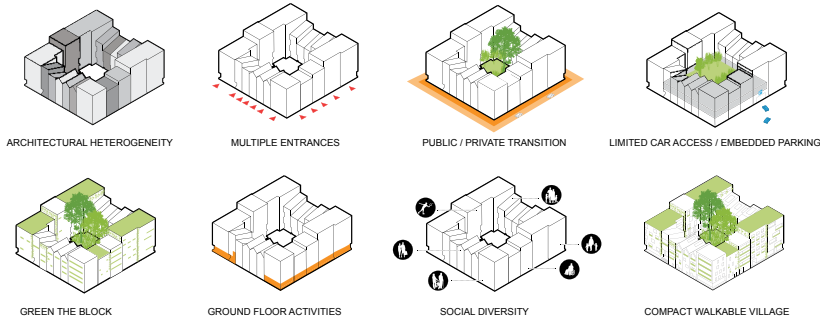 ARCHITECTURAL HETEROGENEITY
MULTIPLE ENTRANCES
PUBLIC / PRIVATE TRANSITION
LIMITED CAR ACCESS / EMBEDDED PARKING
GREEN THE BLOCK
GROUND FLOOR ACTIVITIES
SOCIAL DIVERSITY
COMPACT WALKABLE VILLAGE